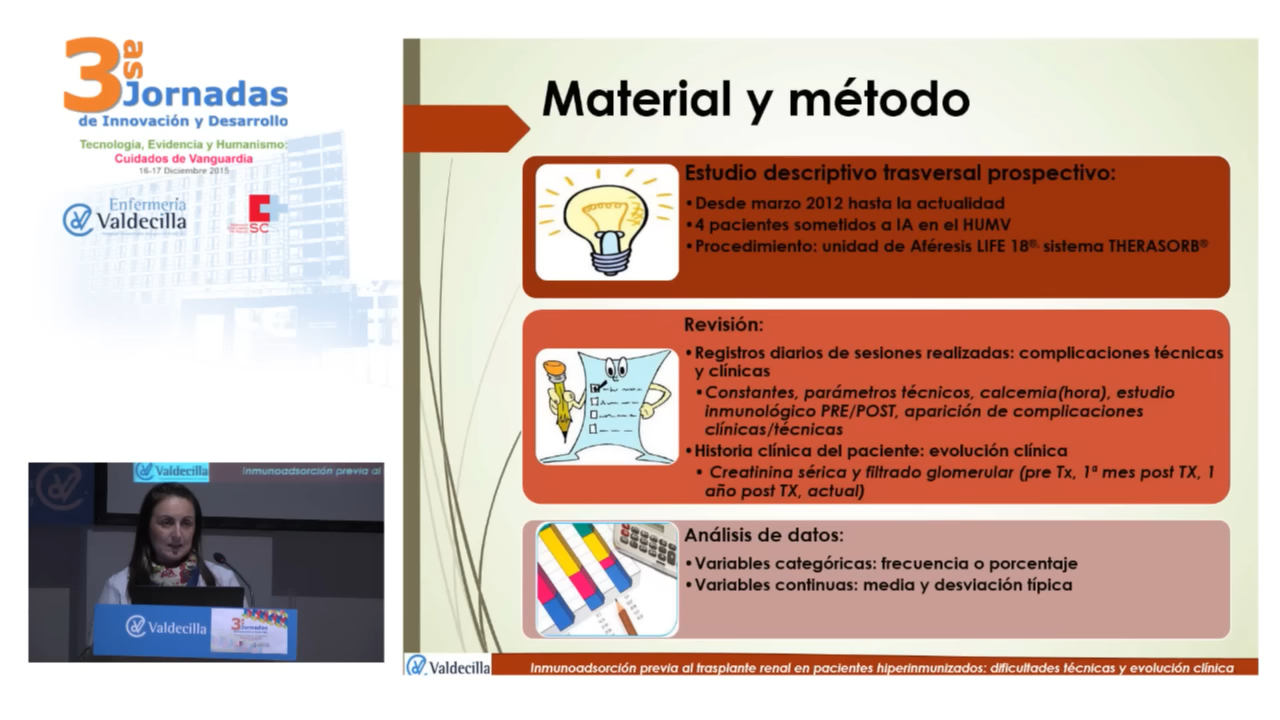 3as Jornadas
de Innovación y Desarrollo
Tecnología, Evidencia y Humanismo:
Cuidados de Vanguardia
16-17 Diciembre 2015
Enfermería
Valdecilla
SC
Material y método
Estudio descriptivo trasversal prospectivo:
•Desde marzo 2012 hasta la actualidad
•4 pacientes sometidos a IA en el HUMV
•Procedimiento: unidad de Aféresis LIFE 18®, sistema THERASORB®
Revisión:
•Registros diarios de sesiones realizadas: complicaciones técnicas
y clínicas
•Constantes, parámetros técnicos, calcemia(hora), estudio
inmunológico PRE/POST, aparición de complicaciones
clínicas/técnicas
•Historia clínica del paciente: evolución clínica
• Creatinina sérica y filtrado glomerular (pre Tx, 1ª mes post TX, 1
año post TX, actual)
Análisis de datos:
•Variables categóricas: frecuencia o porcentaje
•Variables continuas: media y desviación típica
Valdecilla
Inmunoadsorción previa al trasplante renal en pacientes hiperinmunizados: dificultades técnicas y evolución clínica
Valdecilla
Inmunoadsorción previa al
Valdecilla
3as Jornadas